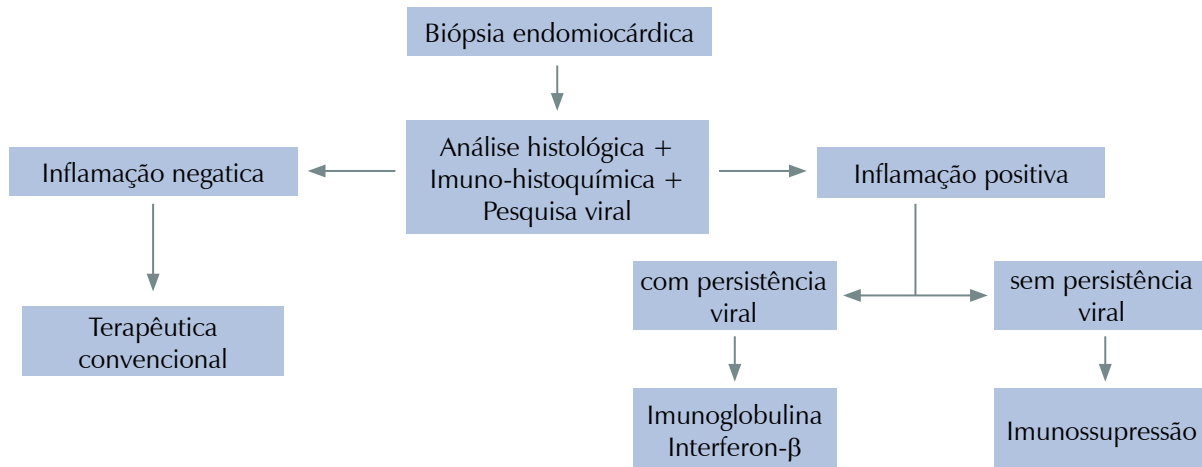 Biópsia endomiocárdica
Análise histológica +
Imuno-histoquímica +
Pesquisa viral
Inflamação negatica
Inflamação positiva
Terapêutica
convencional
com persistência
viral
sem persistência
viral
Imunoglobulina
Interferon-β
Imunossupressão